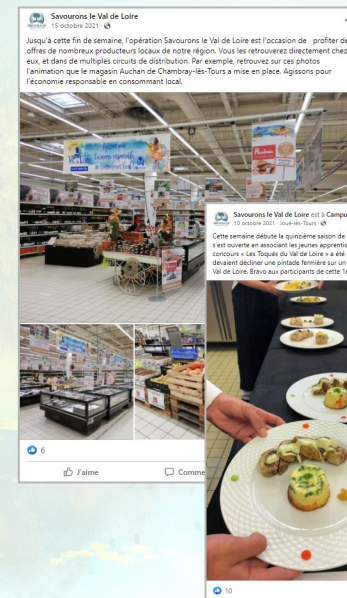 Savourons le Val de Loire
15 octobre 2021
Jusqu'à cette fin de semaine, l'opération Savourons le Val de Loire est l'occasion de profiter de
offres de nombreux producteurs locaux de notre région. Vous les retrouverez directement chez
eux, et dans de multiples circuits de distribution. Par exemple, retrouvez sur ces photos
l'animation que le magasin Auchan de Chambray-lès-Tours a mise en place. Agissons pour
l'économie responsable en consommant local.
6
J'aime
Comme
Savourons le Val de Loire est à Campu
10 octobre 2021 · Joué-lès-Tours ·
Cette semaine débute la quinzième saison de
s'est ouverte en associant les jeunes apprentis
concours « Les Toqués du Val de Loire » a été
devaient décliner une pintade fermière sur un
Val de Loire. Bravo aux participants de cette 1e
10